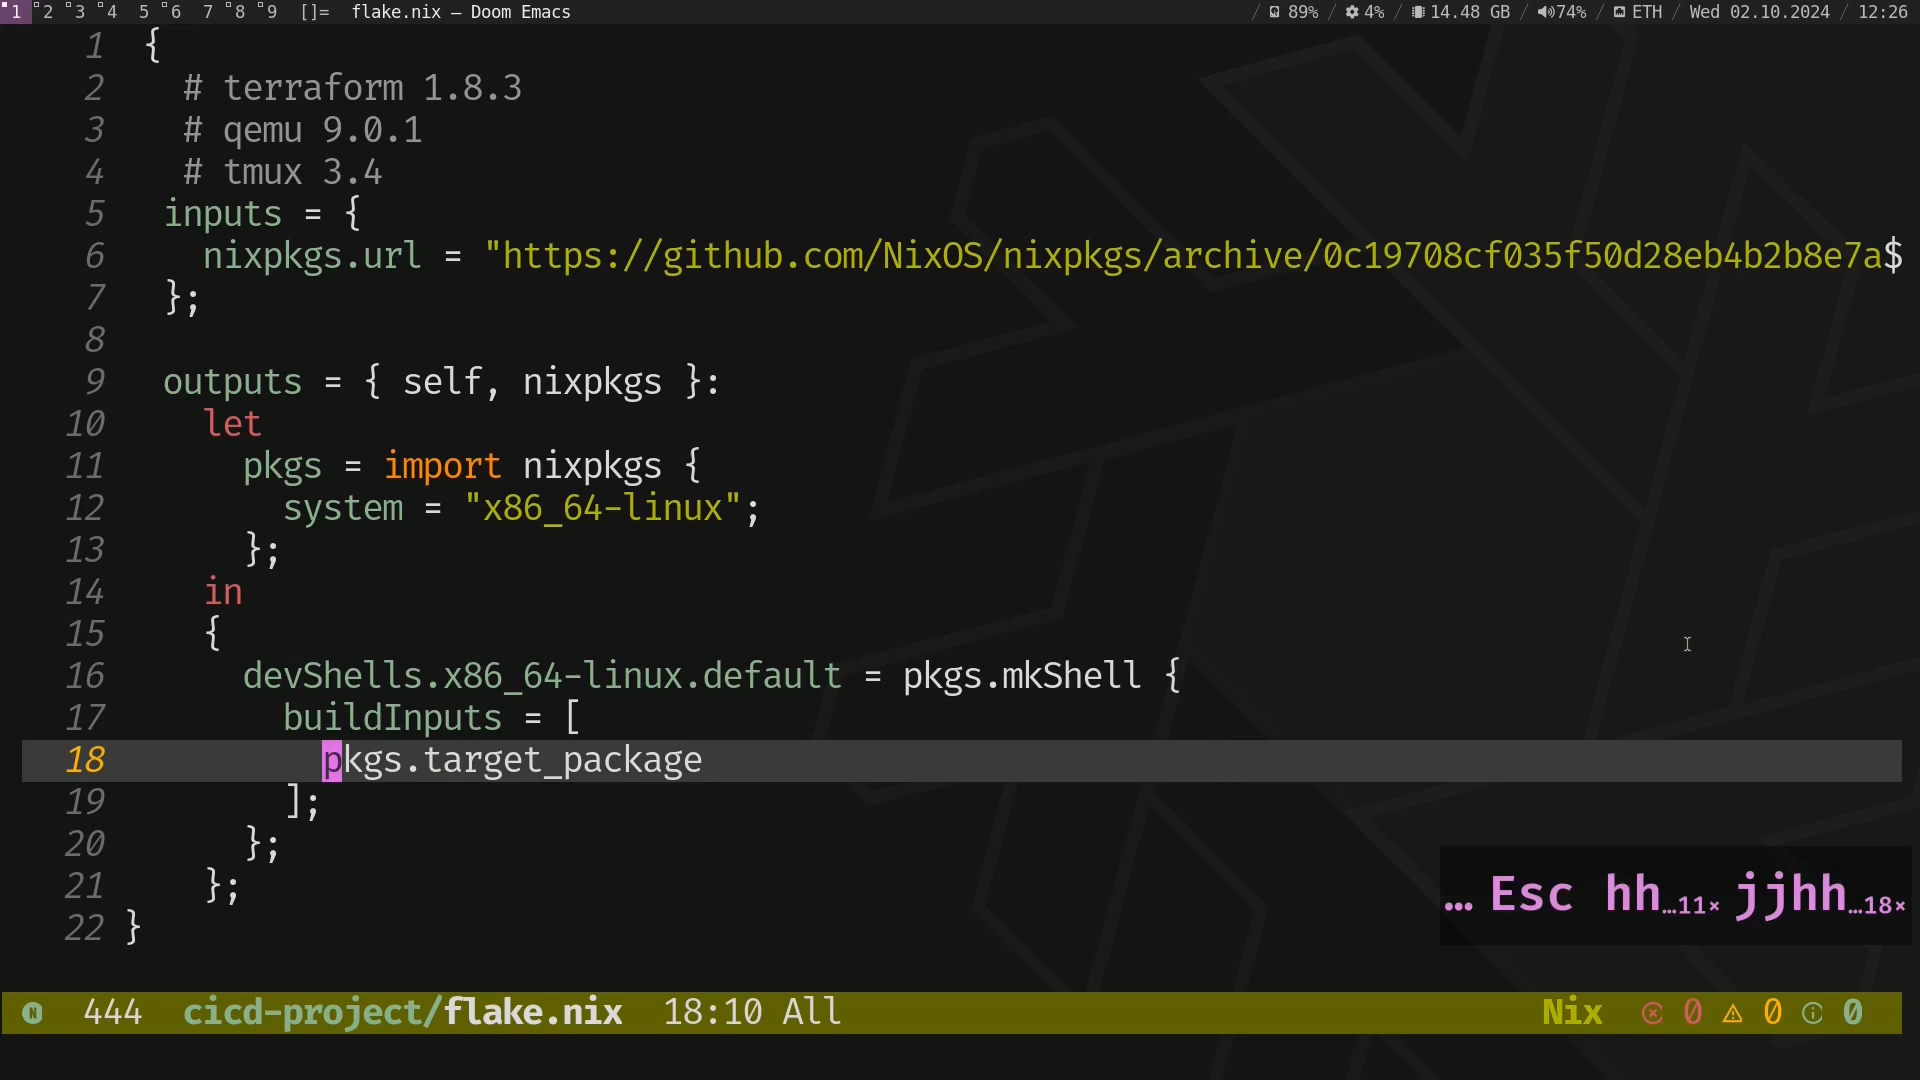 1 2 3 4 5 6 7 8 9 []= flake.nix – Doom Emacs / 89% / 4% / 14.48 GB / 74% / ETH / Wed 02.10.2024 / 12:26
1 {
2 # terraform 1.8.3
3 # qemu 9.0.1
4 # tmux 3.4
5 inputs = {
6 nixpkgs.url = "https://github.com/NixOS/nixpkgs/archive/0c19708cf035f50d28eb4b2b8e7a$
7 };
8
9 outputs = { self, nixpkgs }:
10 let
11 pkgs = import nixpkgs {
12 system = "x86_64-linux";
13 };
14 in
15 {
16 devShells.x86_64-linux.default = pkgs.mkShell {
17 buildInputs = [
18 pkgs.target_package
19 ];
20 };
21 };
22 }
… Esc hh…11× jjhh…18×
N 444 cicd-project/flake.nix 18:10 All Nix 0 0 0